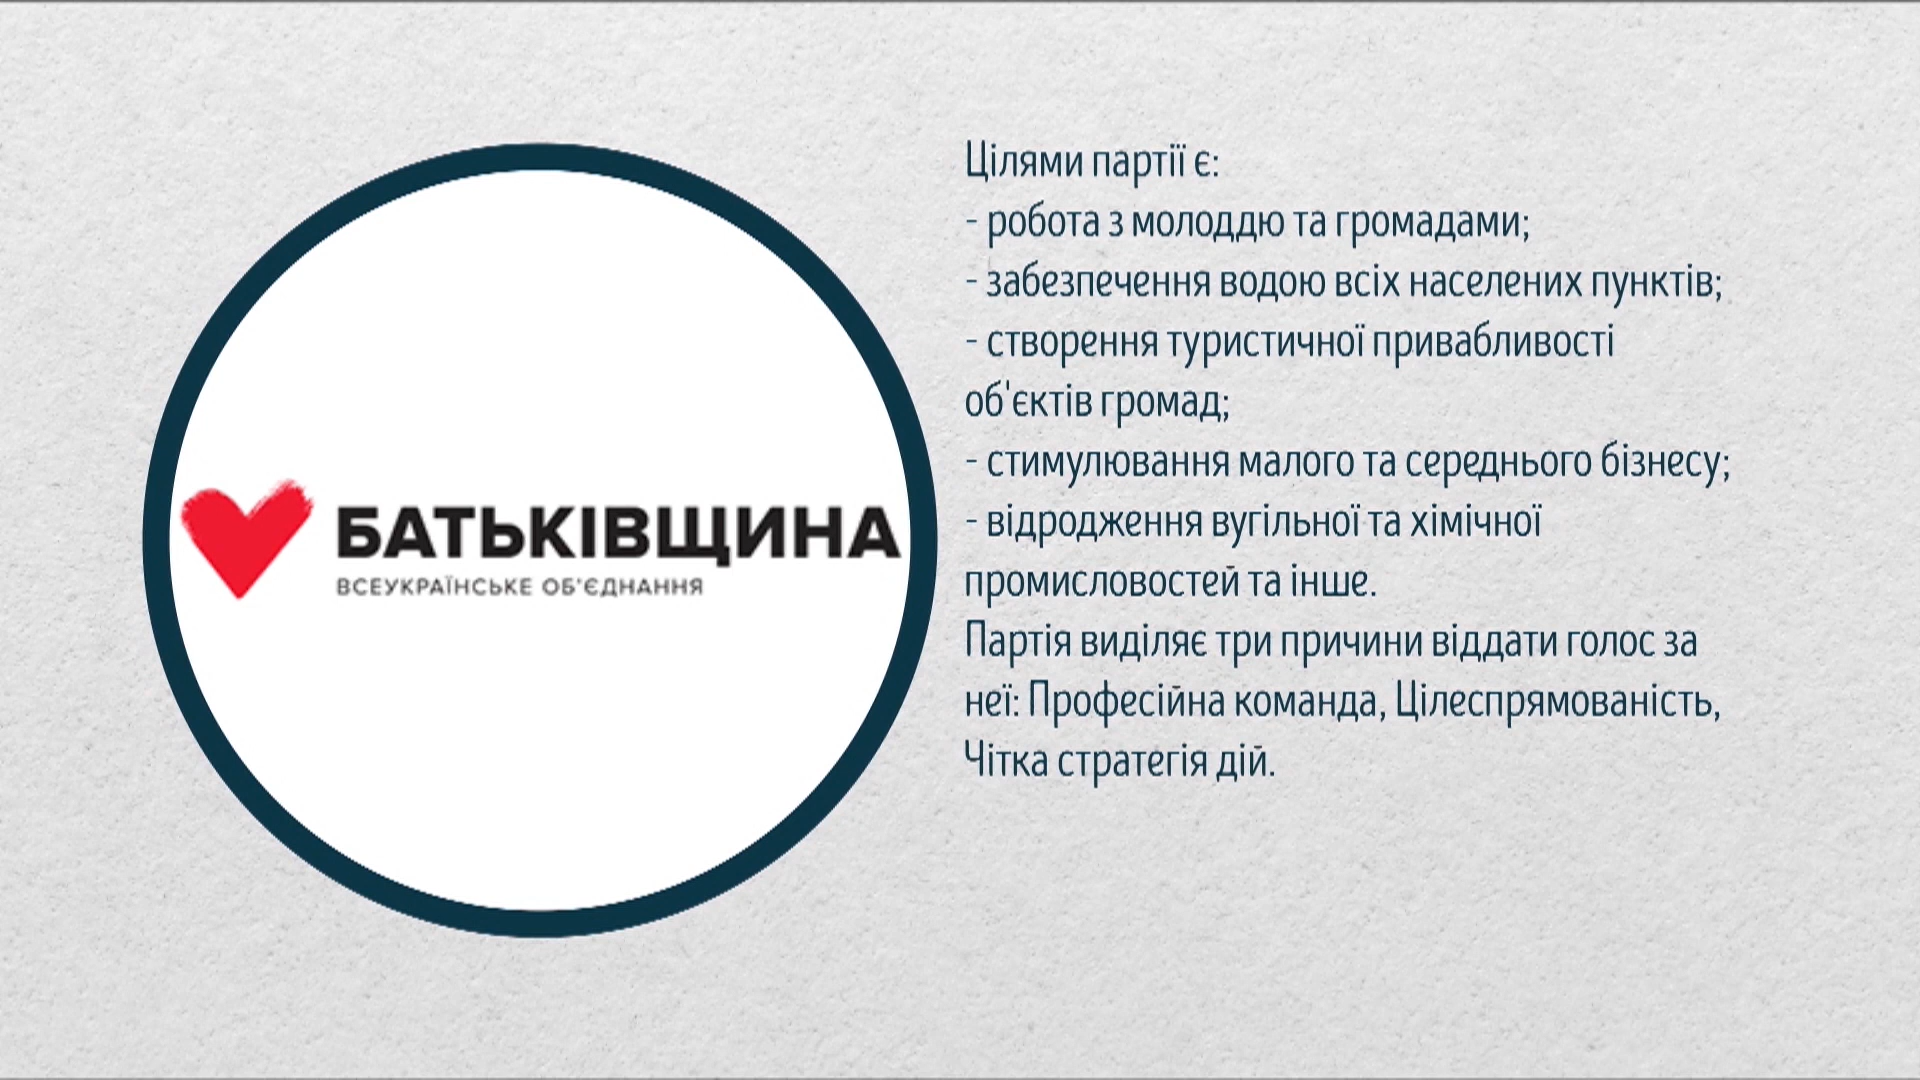 БАТЬКІВЩИНА
ВСЕУКРАЇНСЬКЕ ОБ'ЄДНАННЯ
Цілями партії є:
- робота з молоддю та громадами;
- забезпечення водою всіх населених пунктів;
- створення туристичної привабливості
об'єктів громад;
- стимулювання малого та середнього бізнесу;
- відродження вугільної та хімічної
промисловостей та інше.
Партія виділяє три причини віддати голос за
неї: Професійна команда, Цілеспрямованість,
Чітка стратегія дій.